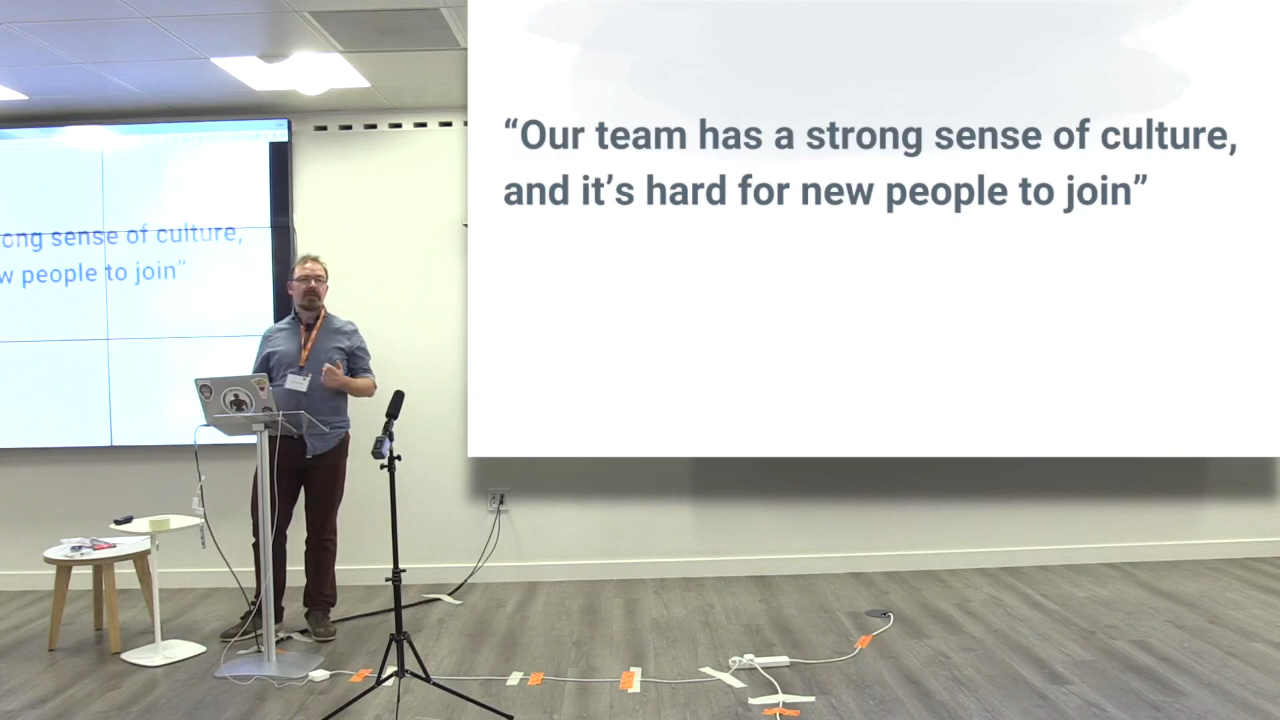 “Our team has a strong sense of culture,
and it’s hard for new people to join”
ong sense of culture,
w people to join”